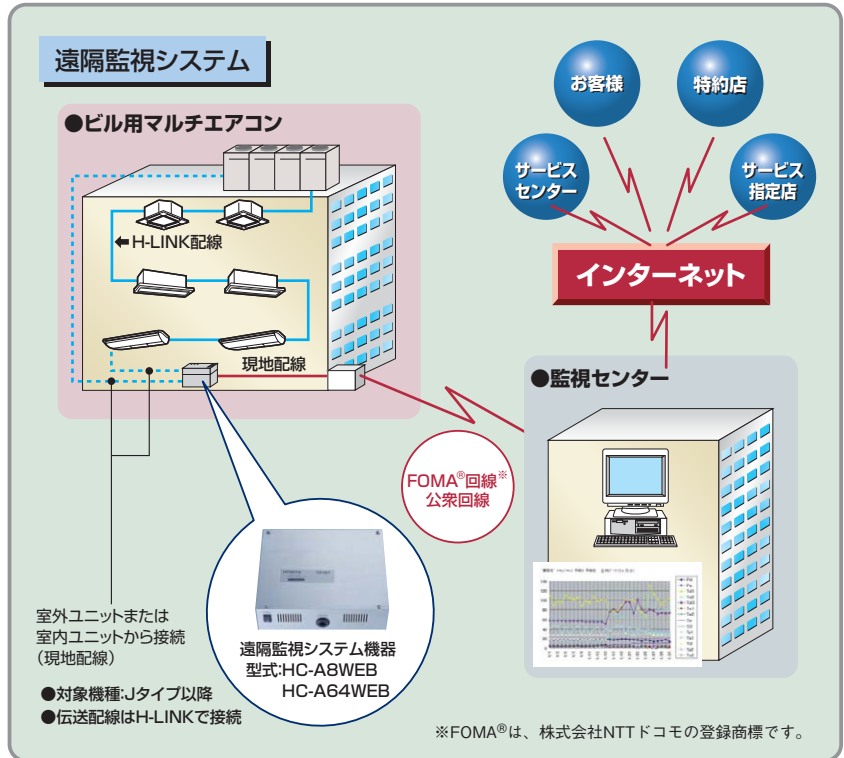 遠隔監視システム
●ビル用マルチエアコン
お客様
特約店
サービス
センター
サービス
指定店
インターネット
⬅H-LINK配線
現地配線
●監視センター
FOMA®回線※
公衆回線
室外ユニットまたは
室内ユニットから接続
(現地配線)
遠隔監視システム機器
型式:HC-A8WEB
HC-A64WEB
●対象機種:Jタイプ以降
●伝送配線はH-LINKで接続
※FOMA®は、株式会社NTTドコモの登録商標です。